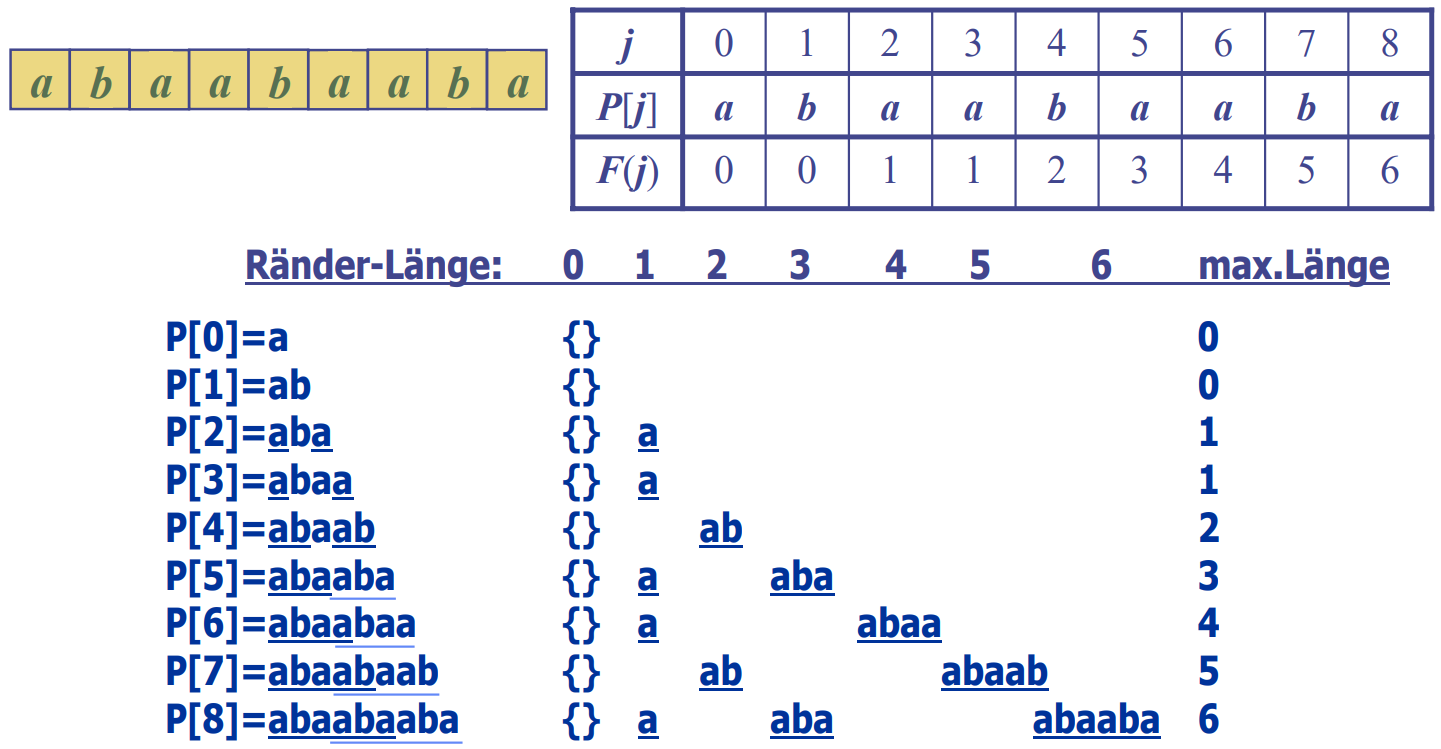 a b a a b a a b a
j 0 1 2 3 4 5 6 7 8
P[j] a b a a b a a b a
F(j) 0 0 1 1 2 3 4 5 6
Ränder-Länge: 0 1 2 3 4 5 6 max.Länge
P[0]=a {} 0
P[1]=ab {} 0
P[2]=aba {} a 1
P[3]=abaa {} a 1
P[4]=abaab {} ab 2
P[5]=abaaba {} a aba 3
P[6]=abaabaa {} a abaa 4
P[7]=abaabaab {} ab abaab 5
P[8]=abaabaaba {} a aba abaaba 6